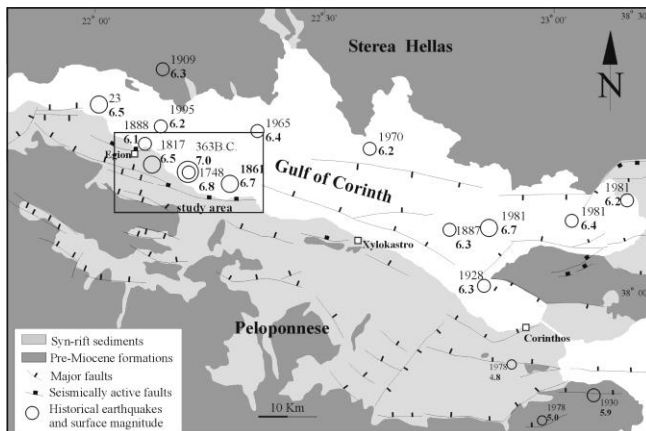 22° 00'
22° 30'
23° 00'
38° 30'
Sterea Hellas
N
1909
6.3
23
6.5
1995
6.2
1965
6.4
1888
6.1
1817
6.5
363B.C.
7.0
1748
6.8
1861
6.7
Egion
study area
1970
6.2
Gulf of Corinth
1981
6.2
1981
6.4
1981
6.7
1887
6.3
Xylokastro
1928
6.3
38° 00'
Peloponnese
Corinthos
1978
4.8
1978
5.0
1930
5.9
10 Km
Syn-rift sediments
Pre-Miocene formations
Major faults
Seismically active faults
Historical earthquakes
and surface magnitude